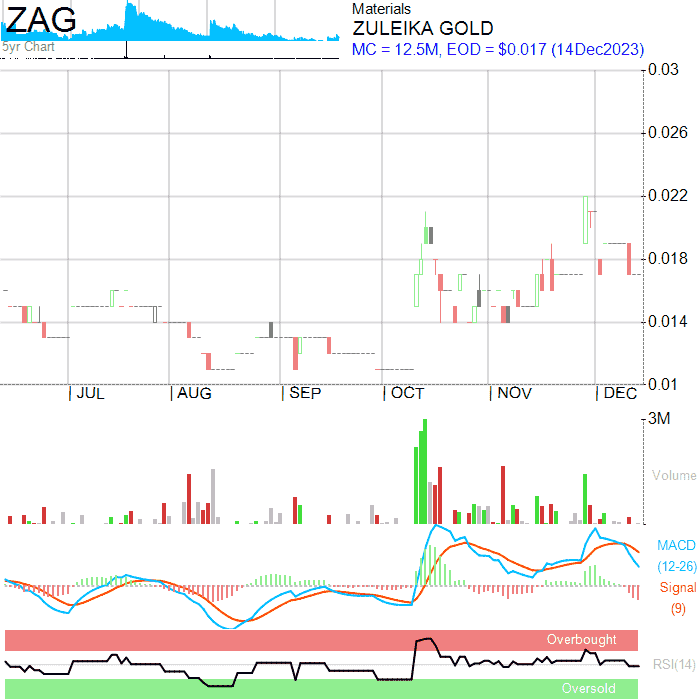 ZAG
5yr Chart
Materials
ZULEIKA GOLD
MC = 12.5M, EOD = $0.017 (14Dec2023)
0.03
0.026
0.022
0.018
0.014
0.01
JUL AUG SEP OCT NOV DEC
3M
Volume
MACD
(12-26)
Signal
(9)
Overbought
RSI(14)
Oversold